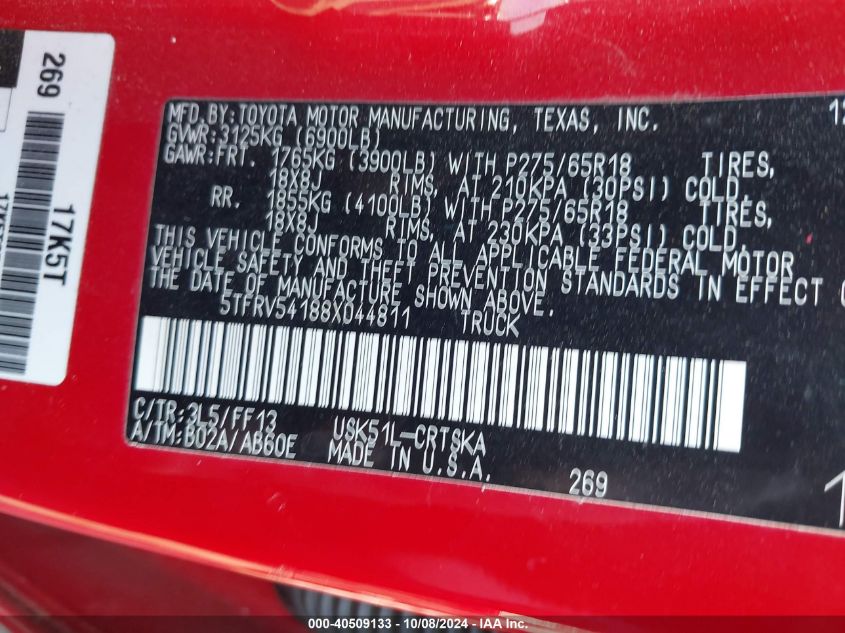 269
17K5T
MFD.BY:TOYOTA MOTOR MANUFACTURING, TEXAS, INC. 12
GVWR:3125KG (6900LB)
GAWR:FRT. 1765KG (3900LB) WITH P275/65R18 TIRES,
18X8J RIMS, AT 210KPA (30PSI) COLD.
RR. 1855KG (4100LB) WITH P275/65R18 TIRES,
18X8J RIMS, AT 230KPA (33PSI) COLD.
THIS VEHICLE CONFORMS TO ALL APPLICABLE FEDERAL MOTOR
VEHICLE SAFETY AND THEFT PREVENTION STANDARDS IN EFFECT
THE DATE OF MANUFACTURE SHOWN ABOVE.
5TFRV54188X044811 TRUCK
C/TR:3L5/FF13 USK51L-CRTSKA
A/TM:B02A/AB60E MADE IN U.S.A.
269
000-40509133 - 10/08/2024 - IAA Inc.